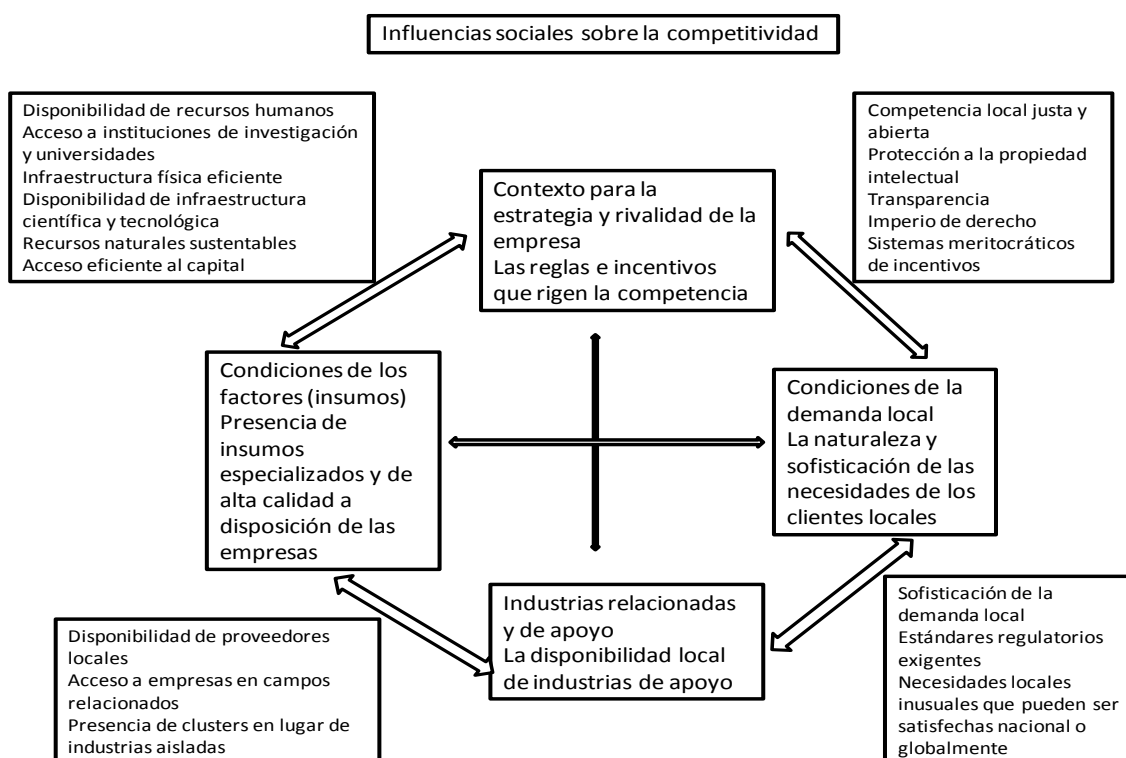 Influencias sociales sobre la competitividad
Disponibilidad de recursos humanos
Acceso a instituciones de investigación
y universidades
Infraestructura física eficiente
Disponibilidad de infraestructura
científica y tecnológica
Recursos naturales sustentables
Acceso eficiente al capital
Competencia local justa y
abierta
Protección a la propiedad
intelectual
Transparencia
Imperio de derecho
Sistemas meritocráticos
de incentivos
Contexto para la
estrategia y rivalidad de la
empresa
Las reglas e incentivos
que rigen la competencia
Condiciones de los
factores (insumos)
Presencia de
insumos
especializados y de
alta calidad a
disposición de las
empresas
Condiciones de la
demanda local
La naturaleza y
sofisticación de las
necesidades de los
clientes locales
Industrias relacionadas
y de apoyo
La disponibilidad local
de industrias de apoyo
Disponibilidad de proveedores
locales
Acceso a empresas en campos
relacionados
Presencia de clusters en lugar de
industrias aisladas
Sofisticación de la
demanda local
Estándares regulatorios
exigentes
Necesidades locales
inusuales que pueden ser
satisfechas nacional o
globalmente